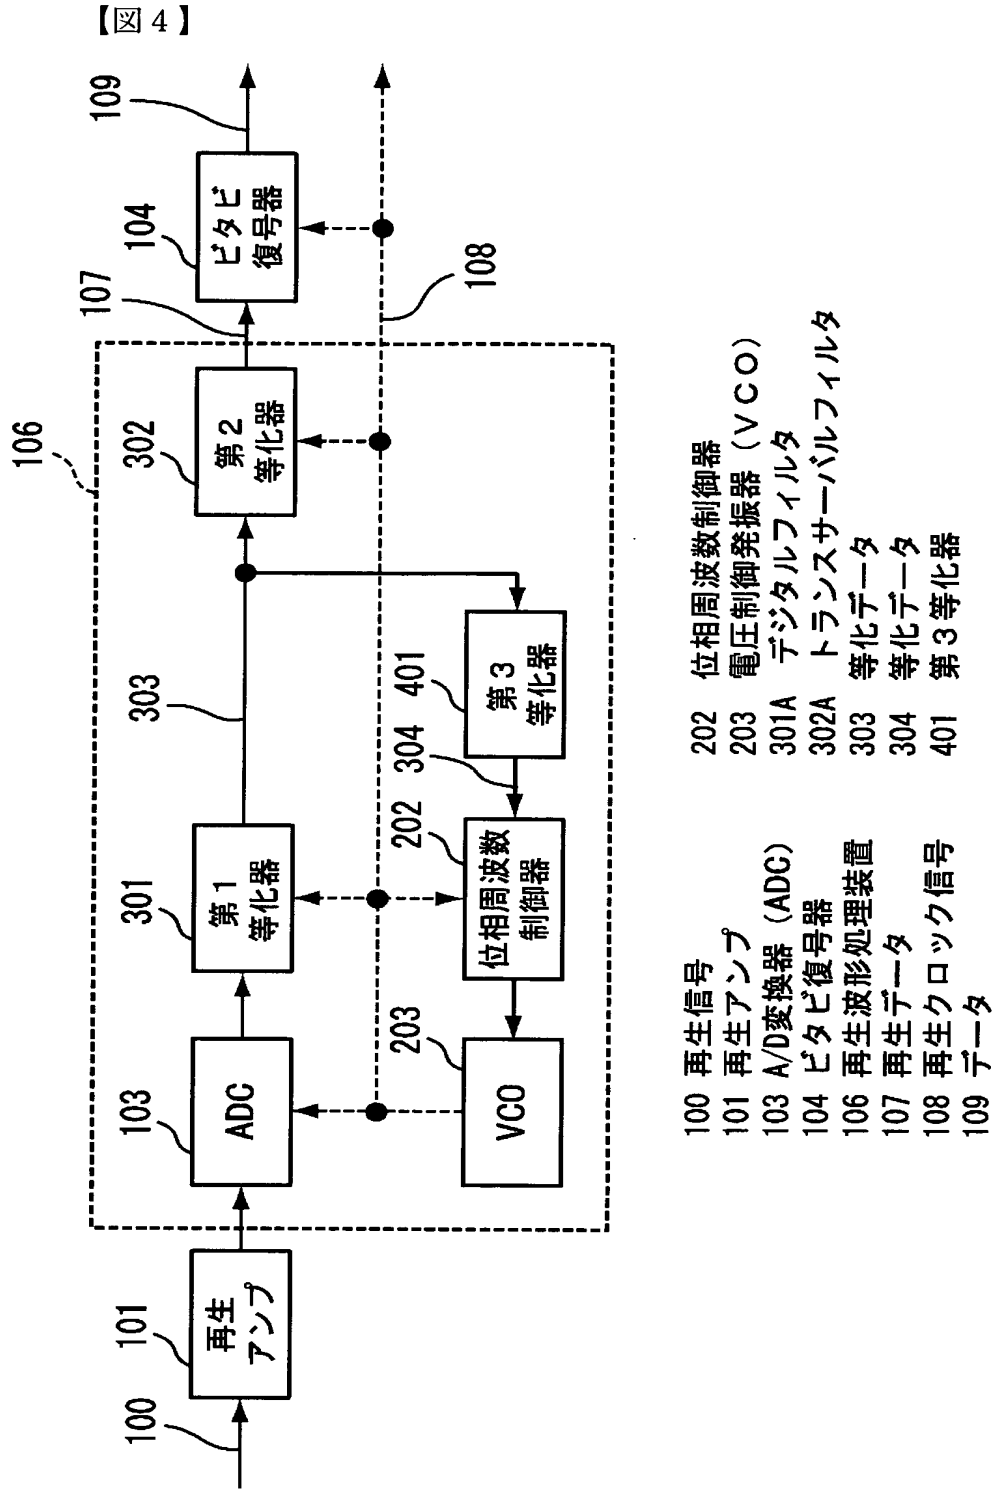 【図4】
100
101
再生
アンプ
103
ADC
301
第1
等化器
303
106
302
第2
等化器
107
104
ビタビ
復号器
109
108
203
VCO
202
位相周波数
制御器
304
401
第3
等化器
100 再生信号
101 再生アンプ
103 A/D変換器(ADC)
104 ビタビ復号器
106 再生波形処理装置
107 再生データ
108 再生クロック信号
109 データ
202 位相周波数制御器
203 電圧制御発振器(VCO)
301A デジタルフィルタ
302A トランスサーバルフィルタ
303 等化データ
304 等化データ
401 第3等化器